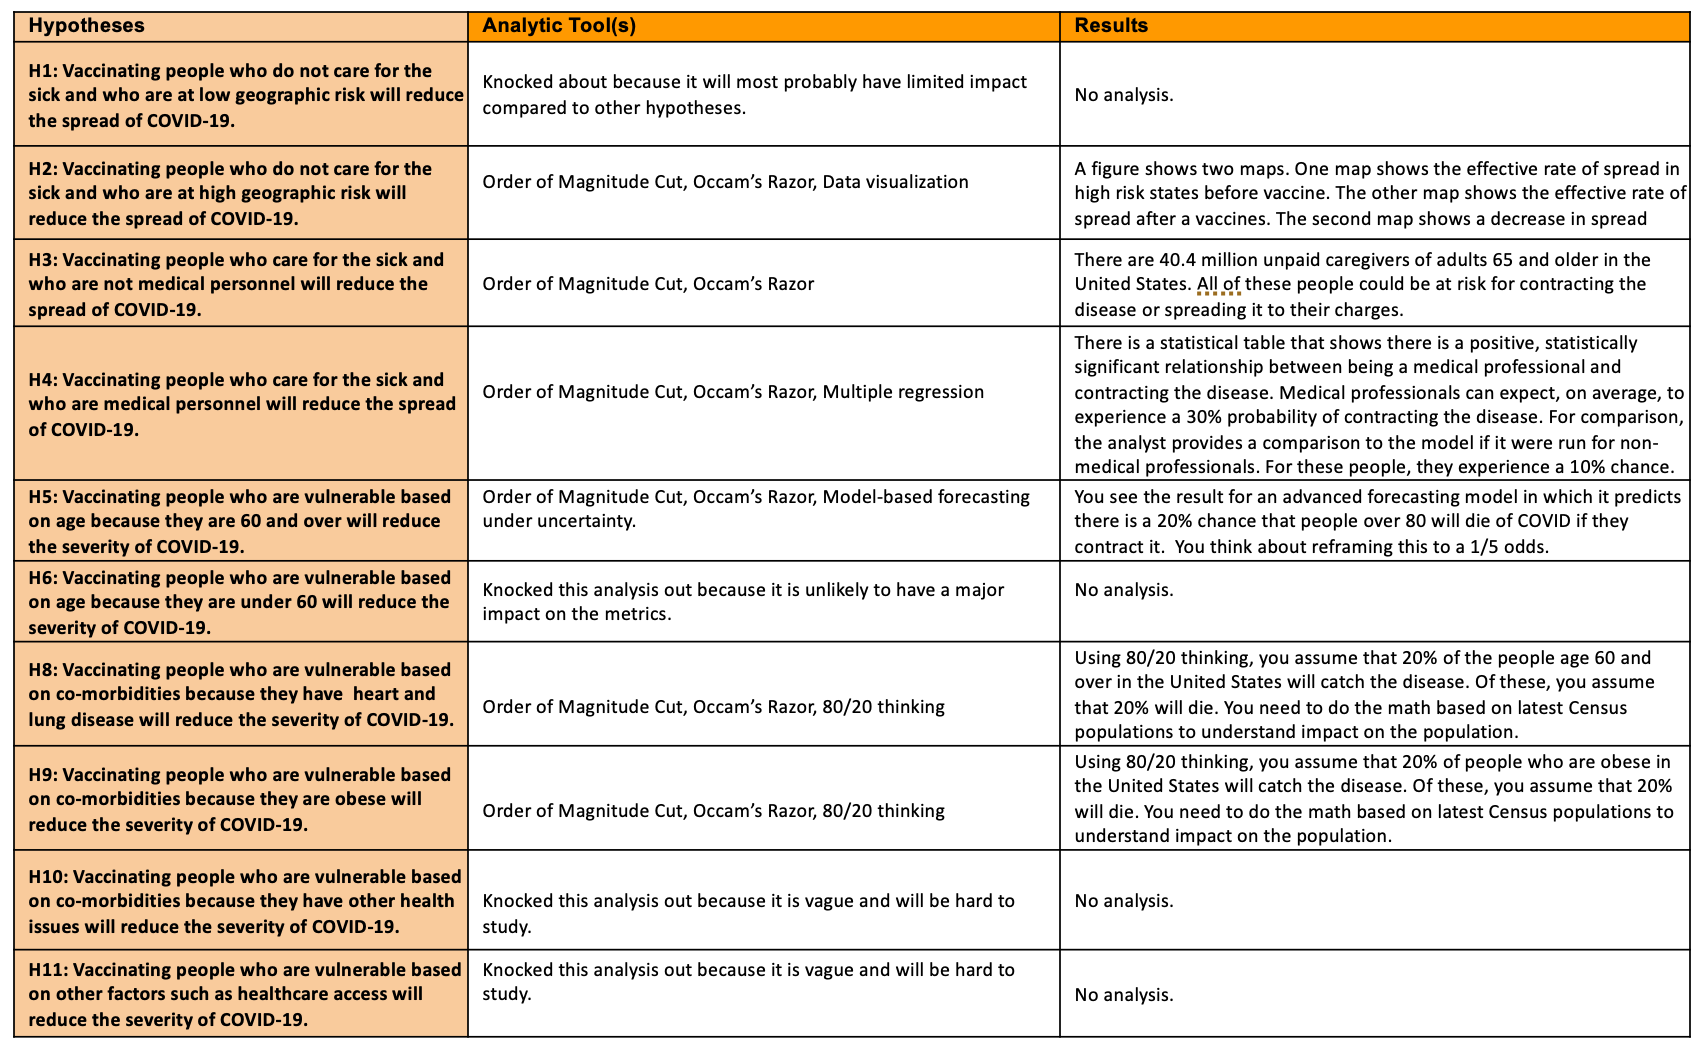 Hypotheses
Analytic Tool(s)
Results
H1: Vaccinating people who do not care for the
sick and who are at low geographic risk will reduce
the spread of COVID-19.
Knocked about because it will most probably have limited impact
compared to other hypotheses.
No analysis.
H2: Vaccinating people who do not care for the
sick and who are at high geographic risk will
reduce the spread of COVID-19.
Order of Magnitude Cut, Occam’s Razor, Data visualization
A figure shows two maps. One map shows the effective rate of spread in
high risk states before vaccine. The other map shows the effective rate of
spread after a vaccines. The second map shows a decrease in spread
H3: Vaccinating people who care for the sick and
who are not medical personnel will reduce the
spread of COVID-19.
Order of Magnitude Cut, Occam’s Razor
There are 40.4 million unpaid caregivers of adults 65 and older in the
United States. All of these people could be at risk for contracting the
disease or spreading it to their charges.
H4: Vaccinating people who care for the sick and
who are medical personnel will reduce the spread
of COVID-19.
Order of Magnitude Cut, Occam’s Razor, Multiple regression
There is a statistical table that shows there is a positive, statistically
significant relationship between being a medical professional and
contracting the disease. Medical professionals can expect, on average, to
experience a 30% probability of contracting the disease. For comparison,
the analyst provides a comparison to the model if it were run for non-
medical professionals. For these people, they experience a 10% chance.
H5: Vaccinating people who are vulnerable based
on age because they are 60 and over will reduce
the severity of COVID-19.
Order of Magnitude Cut, Occam’s Razor, Model-based forecasting
under uncertainty.
You see the result for an advanced forecasting model in which it predicts
there is a 20% chance that people over 80 will die of COVID if they
contract it.  You think about reframing this to a 1/5 odds.
H6: Vaccinating people who are vulnerable based
on age because they are under 60 will reduce the
severity of COVID-19.
Knocked this analysis out because it is unlikely to have a major
impact on the metrics.
No analysis.
H8: Vaccinating people who are vulnerable based
on co-morbidities because they have  heart and
lung disease will reduce the severity of COVID-19.
Order of Magnitude Cut, Occam’s Razor, 80/20 thinking
Using 80/20 thinking, you assume that 20% of the people age 60 and
over in the United States will catch the disease. Of these, you assume
that 20% will die. You need to do the math based on latest Census
populations to understand impact on the population.
H9: Vaccinating people who are vulnerable based
on co-morbidities because they are obese will
reduce the severity of COVID-19.
Order of Magnitude Cut, Occam’s Razor, 80/20 thinking
Using 80/20 thinking, you assume that 20% of people who are obese in
the United States will catch the disease. Of these, you assume that 20%
will die. You need to do the math based on latest Census populations to
understand impact on the population.
H10: Vaccinating people who are vulnerable based
on co-morbidities because they have other health
issues will reduce the severity of COVID-19.
Knocked this analysis out because it is vague and will be hard to
study.
No analysis.
H11: Vaccinating people who are vulnerable based
on other factors such as healthcare access will
reduce the severity of COVID-19.
Knocked this analysis out because it is vague and will be hard to
study.
No analysis.